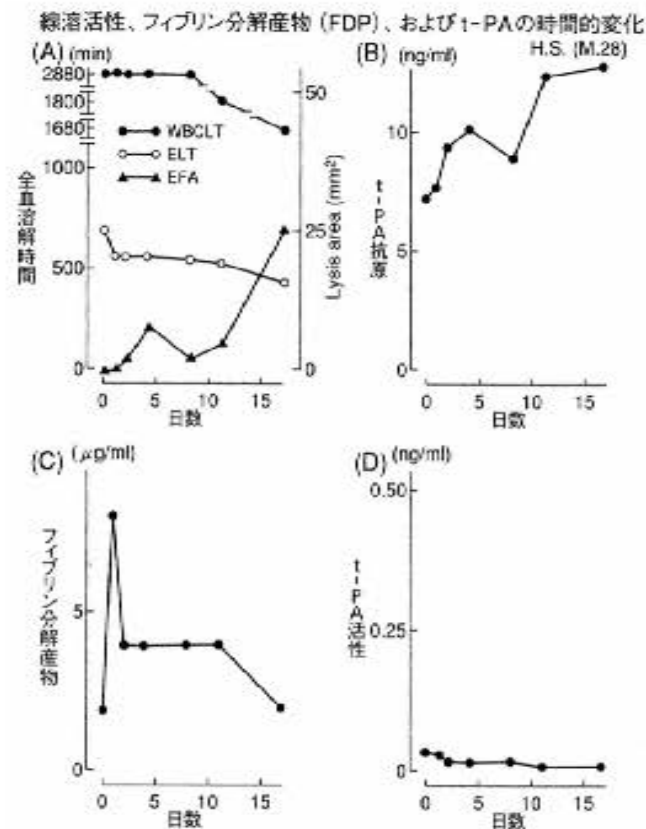 線溶活性、フィブリン分解産物 (FDP)、および t-PAの時間的変化
H.S. (M.28)
(A) (min)
2880
1800
1680
1000
500
0
全血溶解時間
WBCLT
ELT
EFA
50
25
0
Lysis area (mm²)
0 5 10 15
日数
(B) (ng/ml)
10
5
0
t-PA抗原
0 5 10 15
日数
(C) (μg/ml)
5
0
フィブリン分解産物
0 5 10 15
日数
(D) (ng/ml)
0.50
0.25
0
t-PA活性
0 5 10 15
日数